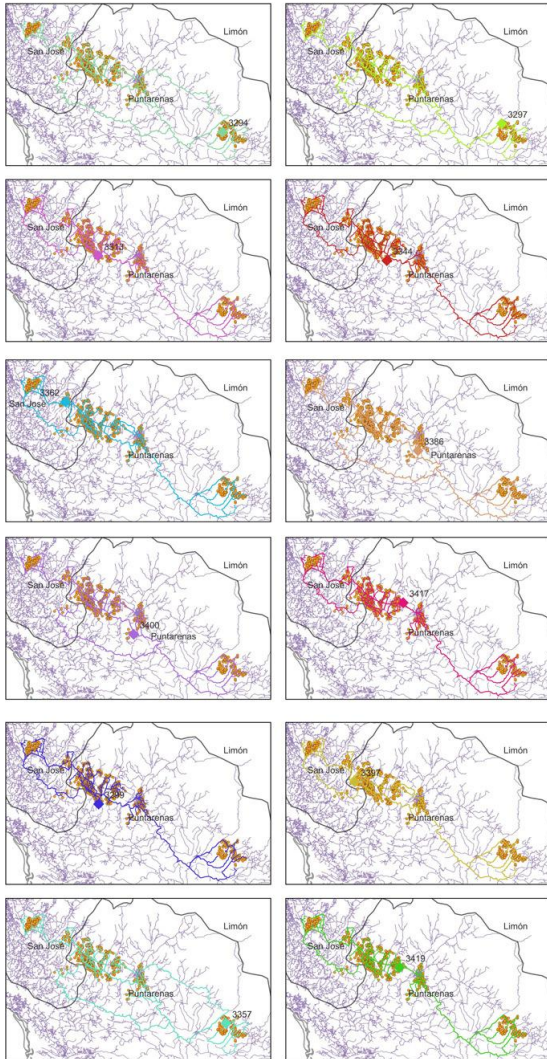 Limón
San José
Puntarenas
3294
Limón
San José
Puntarenas
3297
Limón
San José
3313
Puntarenas
Limón
San José
3344
Puntarenas
Limón
3362
San José
Puntarenas
Limón
San José
3386
Puntarenas
Limón
San José
3400
Puntarenas
Limón
San José
3417
Puntarenas
Limón
San José
Puntarenas
Limón
San José
Puntarenas
Limón
San José
Puntarenas
3357
Limón
San José
3419
Puntarenas